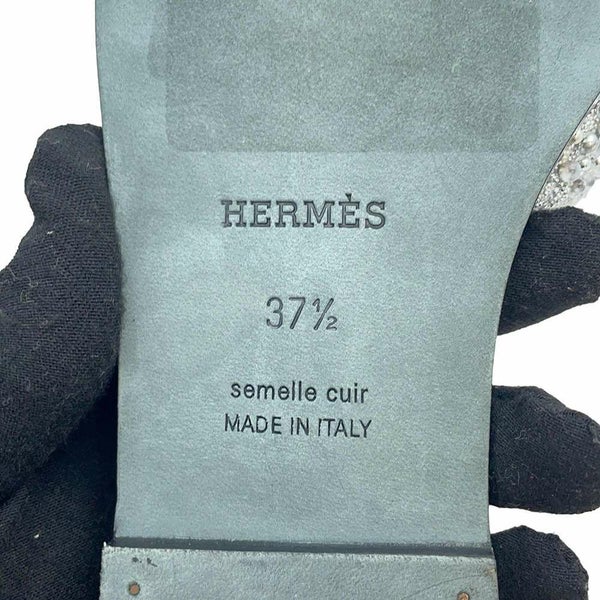 HERMÈS
37½
semelle cuir
MADE IN ITALY